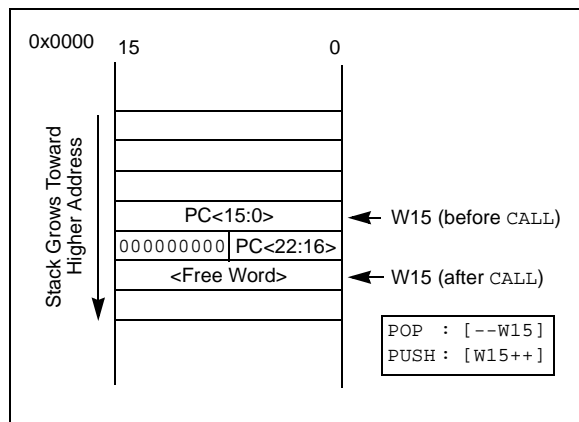 0x0000 15 0
Stack Grows Toward
Higher Address
PC<15:0>
W15 (before CALL)
000000000 PC<22:16>
<Free Word>
W15 (after CALL)
POP : [--W15]
PUSH : [W15++]